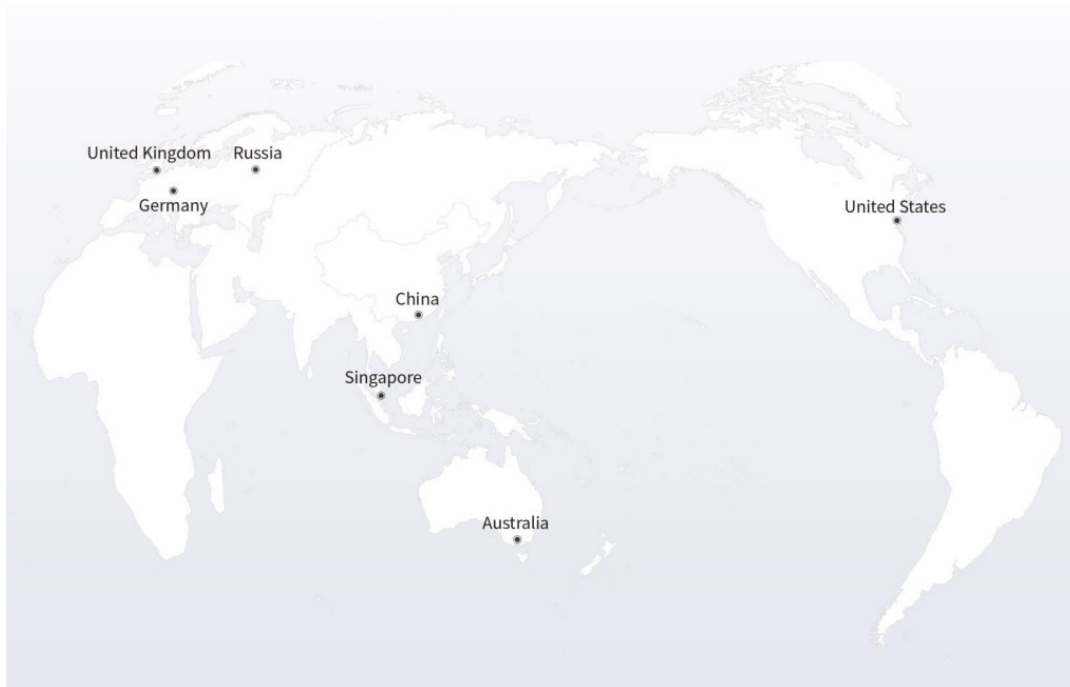 United Kingdom
Russia
Germany
United States
China
Singapore
Australia